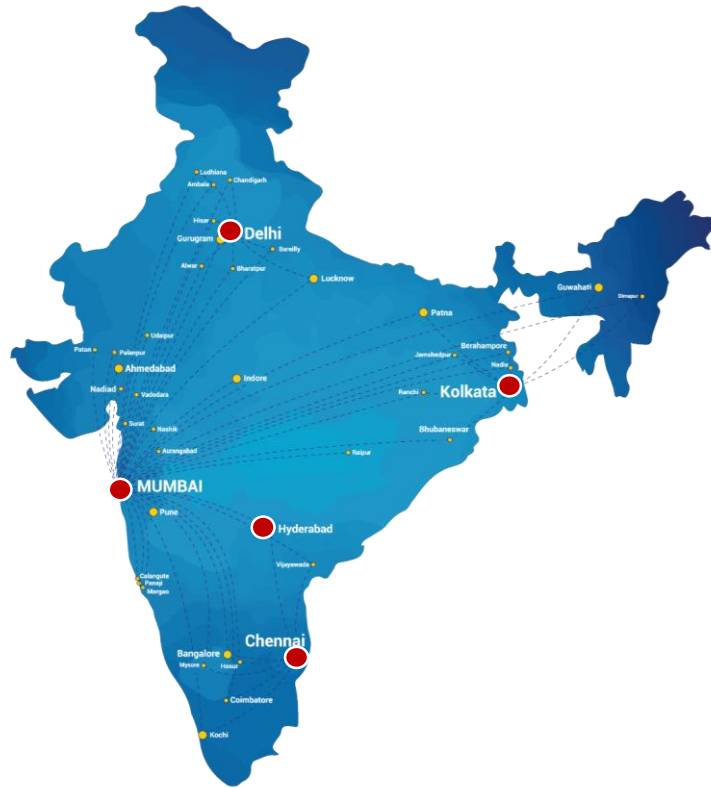 Ludhiana
Chandigarh
Ambala
Hisar
Delhi
Gurugram
Bareilly
Alwar
Bharatpur
Lucknow
Guwahati
Dimapur
Patna
Udaipur
Patan
Palanpur
Berahampore
Jamshedpur
Nadia
Ahmedabad
Indore
Nadiad
Vadodara
Ranchi
Kolkata
Surat
Nashik
Bhubaneswar
Aurangabad
Raipur
MUMBAI
Pune
Hyderabad
Vijayawada
Calangute
Panaji
Margao
Chennai
Bangalore
Mysore
Hosur
Coimbatore
Kochi